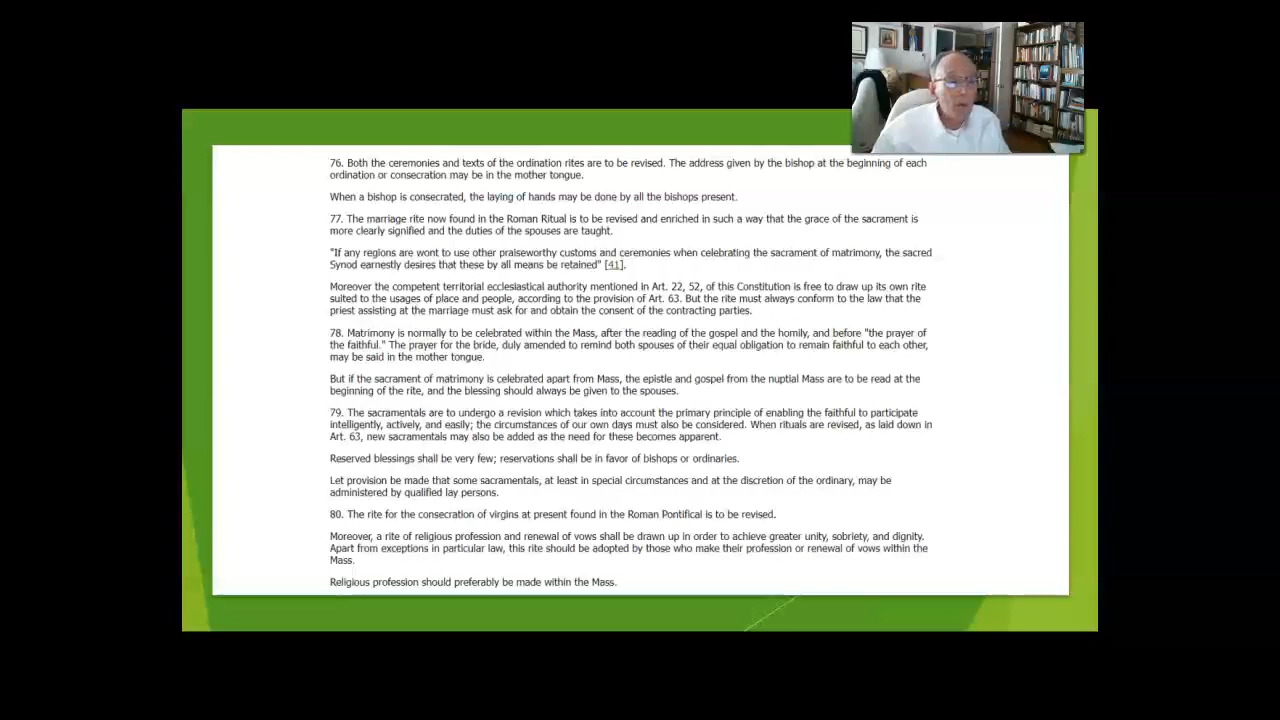 76. Both the ceremonies and texts of the ordination rites are to be revised. The address given by the bishop at the beginning of each
ordination or consecration may be in the mother tongue.
When a bishop is consecrated, the laying of hands may be done by all the bishops present.
77. The marriage rite now found in the Roman Ritual is to be revised and enriched in such a way that the grace of the sacrament is
more clearly signified and the duties of the spouses are taught.
"If any regions are wont to use other praiseworthy customs and ceremonies when celebrating the sacrament of matrimony, the sacred
Synod earnestly desires that these by all means be retained" [41].
Moreover the competent territorial ecclesiastical authority mentioned in Art. 22, 52, of this Constitution is free to draw up its own rite
suited to the usages of place and people, according to the provision of Art. 63. But the rite must always conform to the law that the
priest assisting at the marriage must ask for and obtain the consent of the contracting parties.
78. Matrimony is normally to be celebrated within the Mass, after the reading of the gospel and the homily, and before "the prayer of
the faithful." The prayer for the bride, duly amended to remind both spouses of their equal obligation to remain faithful to each other,
may be said in the mother tongue.
But if the sacrament of matrimony is celebrated apart from Mass, the epistle and gospel from the nuptial Mass are to be read at the
beginning of the rite, and the blessing should always be given to the spouses.
79. The sacramentals are to undergo a revision which takes into account the primary principle of enabling the faithful to participate
intelligently, actively, and easily; the circumstances of our own days must also be considered. When rituals are revised, as laid down in
Art. 63, new sacramentals may also be added as the need for these becomes apparent.
Reserved blessings shall be very few; reservations shall be in favor of bishops or ordinaries.
Let provision be made that some sacramentals, at least in special circumstances and at the discretion of the ordinary, may be
administered by qualified lay persons.
80. The rite for the consecration of virgins at present found in the Roman Pontifical is to be revised.
Moreover, a rite of religious profession and renewal of vows shall be drawn up in order to achieve greater unity, sobriety, and dignity.
Apart from exceptions in particular law, this rite should be adopted by those who make their profession or renewal of vows within the
Mass.
Religious profession should preferably be made within the Mass.